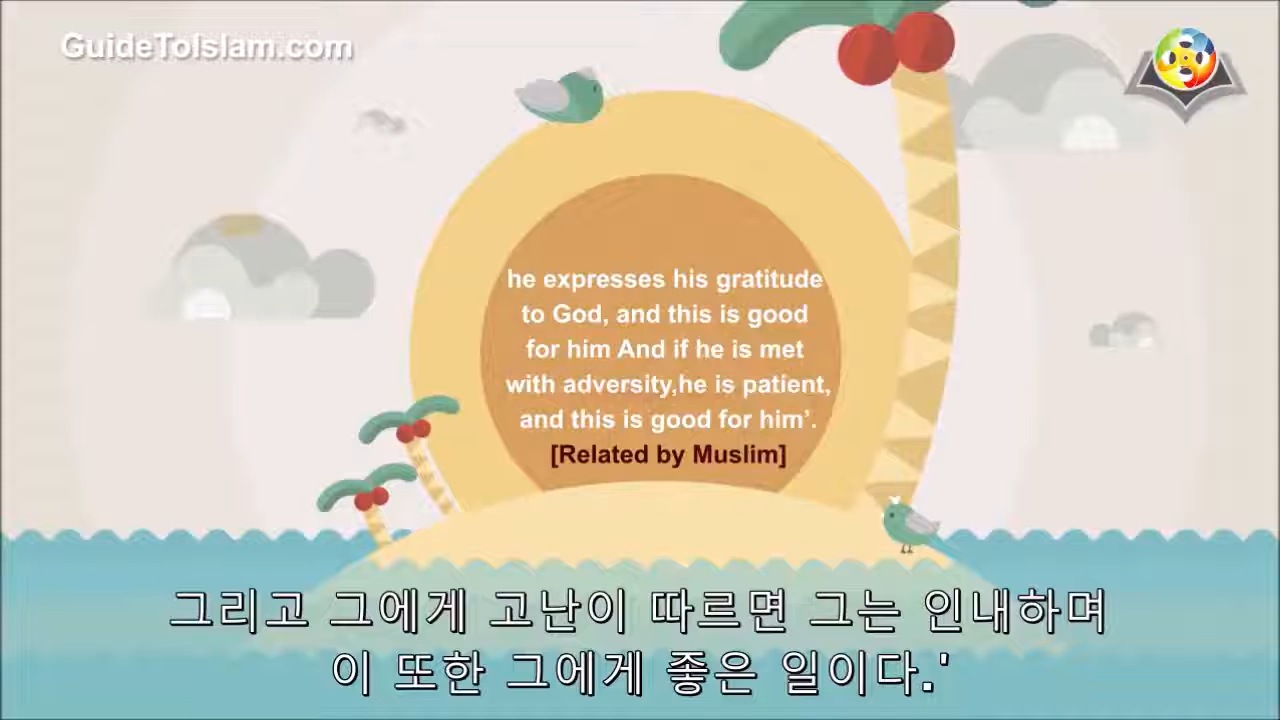 GuideToIslam.com
he expresses his gratitude
to God, and this is good
for him And if he is met
with adversity,he is patient,
and this is good for him’.
[Related by Muslim]
그리고 그에게 고난이 따르면 그는 인내하며
이 또한 그에게 좋은 일이다.'